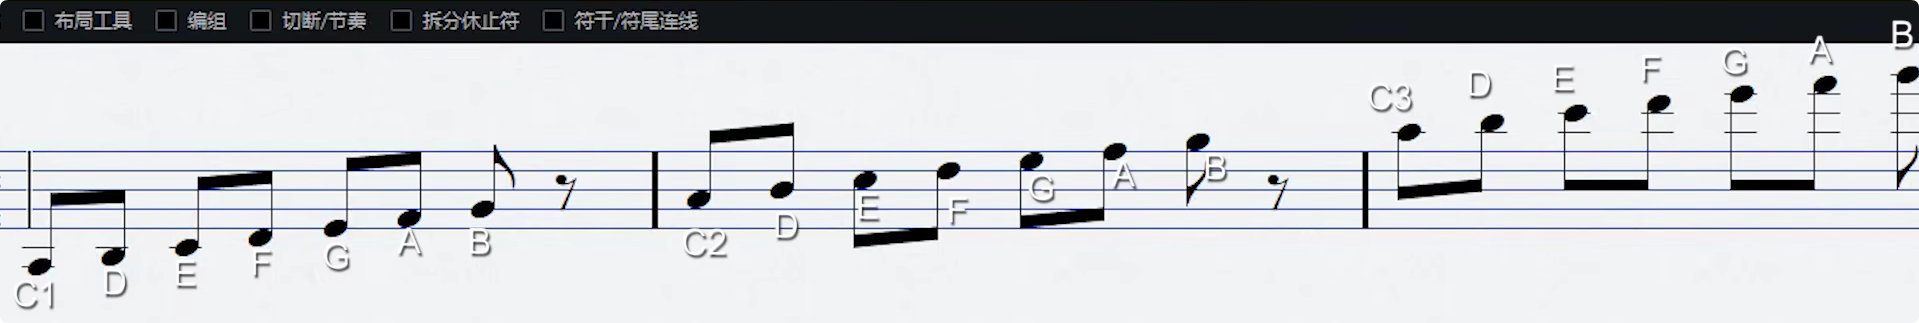 布局工具 编组 切断/节奏 拆分休止符 符干/符尾连线
C1 D E F G A B C2 D E F G A B C3 D E F G A B